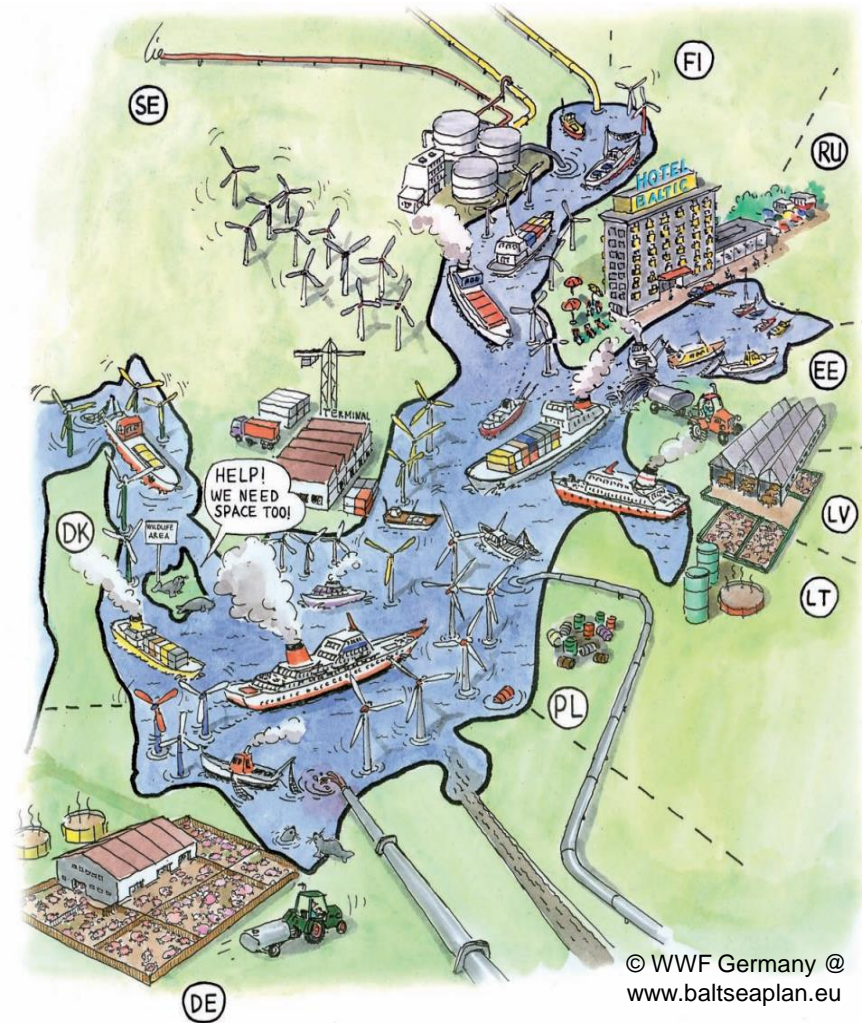 FI
SE
RU
HOTEL
BALTIC
EE
TERMINAL
HELP!
WE NEED
SPACE TOO!
DK
WILDLIFE
AREA
LV
LT
PL
DE
© WWF Germany @
www.baltseaplan.eu